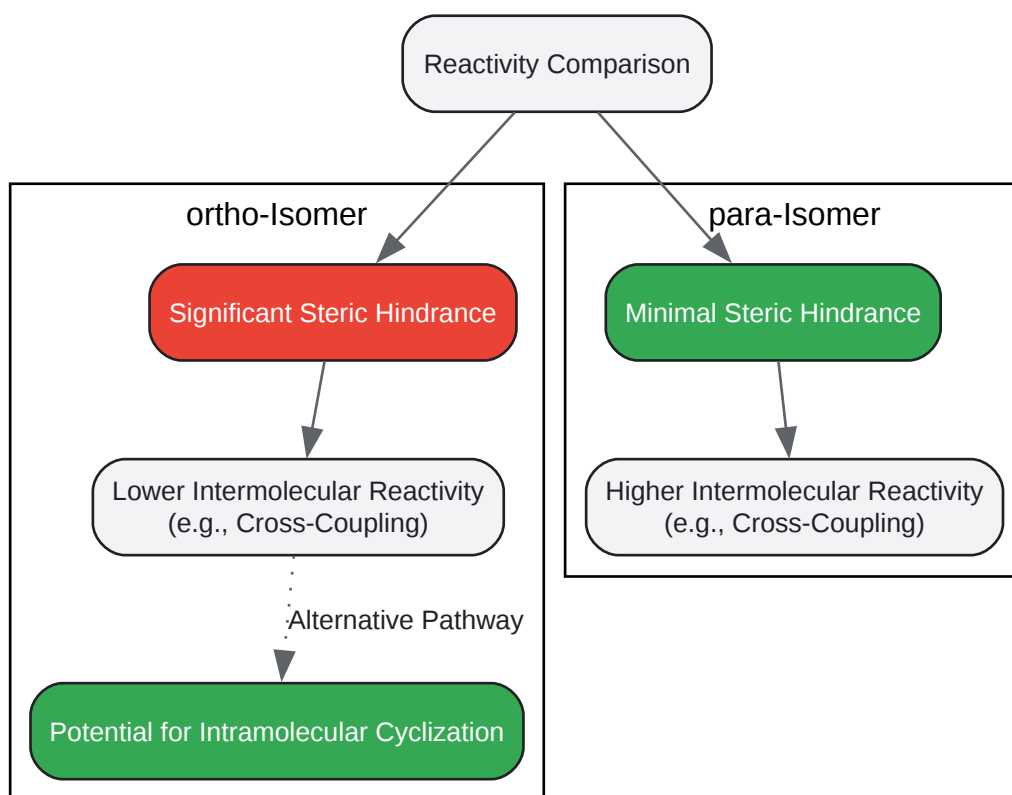 Reactivity Comparison
ortho-Isomer
Significant Steric Hindrance
Lower Intermolecular Reactivity
(e.g., Cross-Coupling)
Alternative Pathway
Potential for Intramolecular Cyclization
para-Isomer
Minimal Steric Hindrance
Higher Intermolecular Reactivity
(e.g., Cross-Coupling)